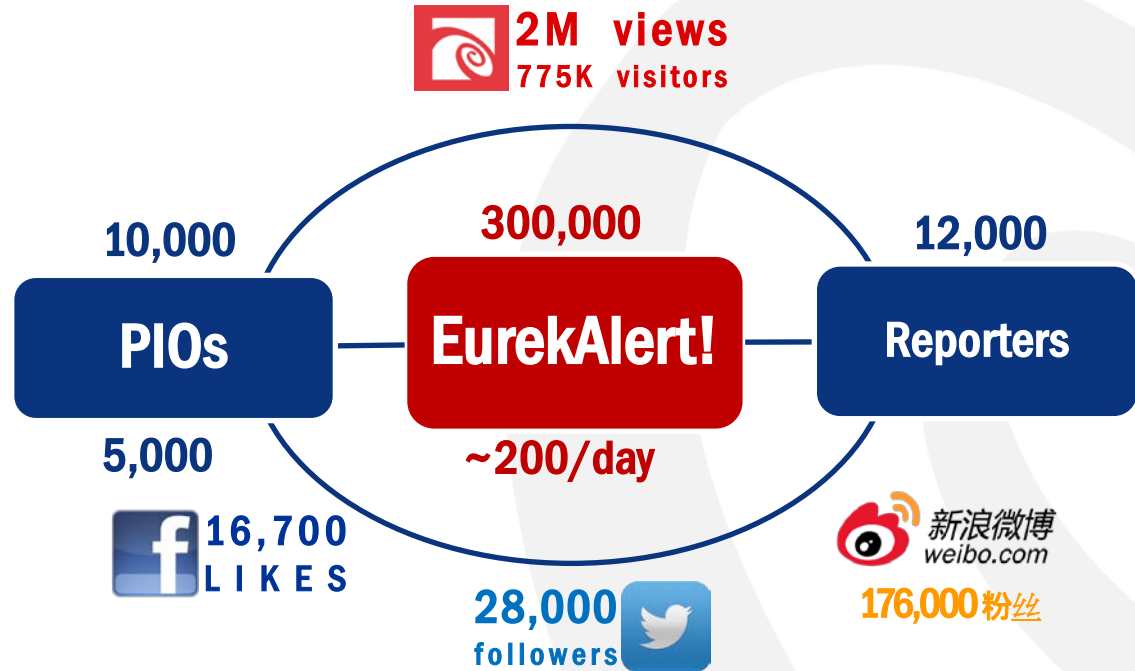 2M views
775K visitors
10,000
300,000
12,000
PIOs
EurekAlert!
Reporters
5,000
~200/day
f
16,700
LIKES
新浪微博
weibo.com
176,000粉丝
28,000
followers